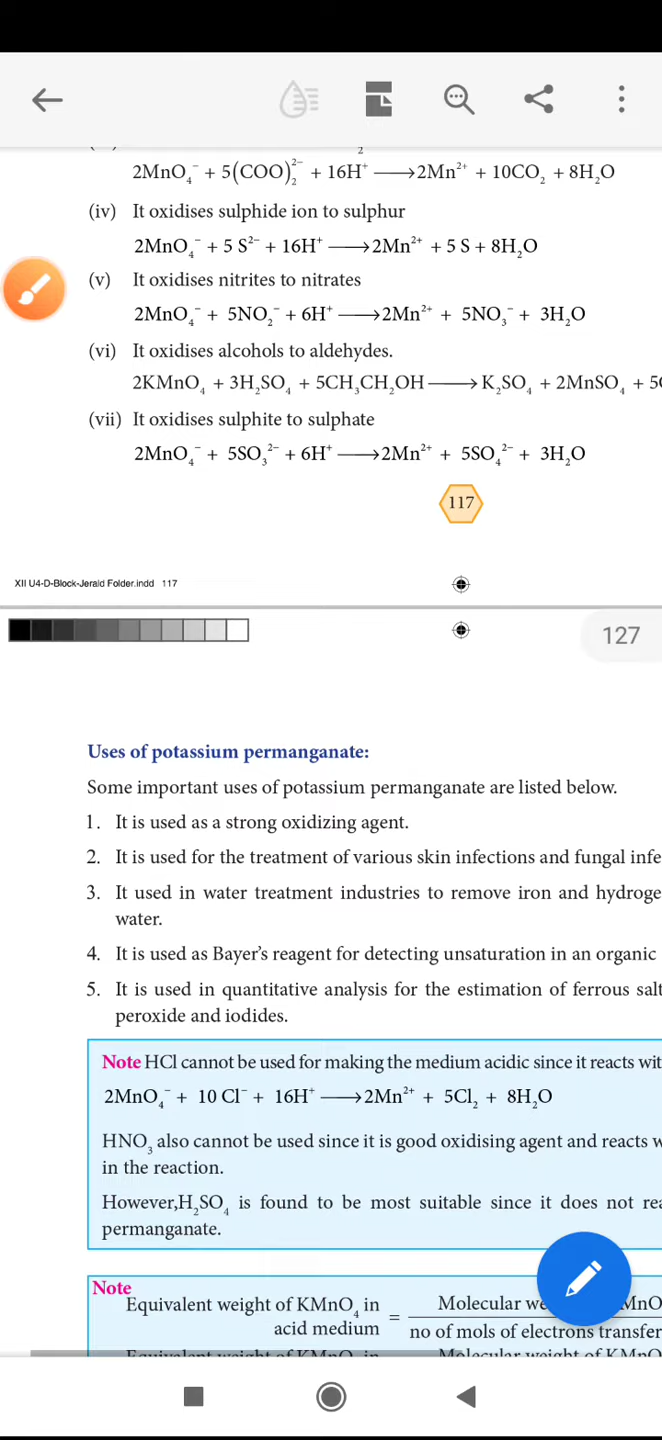 2
2MnO₄⁻ + 5(COO)₂²⁻ + 16H⁺ ⟶ 2Mn²⁺ + 10CO₂ + 8H₂O
(iv) It oxidises sulphide ion to sulphur
2MnO₄⁻ + 5 S²⁻ + 16H⁺ ⟶ 2Mn²⁺ + 5 S + 8H₂O
(v) It oxidises nitrites to nitrates
2MnO₄⁻ + 5NO₂⁻ + 6H⁺ ⟶ 2Mn²⁺ + 5NO₃⁻ + 3H₂O
(vi) It oxidises alcohols to aldehydes.
2KMnO₄ + 3H₂SO₄ + 5CH₃CH₂OH ⟶ K₂SO₄ + 2MnSO₄ + 5
(vii) It oxidises sulphite to sulphate
2MnO₄⁻ + 5SO₃²⁻ + 6H⁺ ⟶ 2Mn²⁺ + 5SO₄²⁻ + 3H₂O
117
XII U4-D-Block-Jerald Folder.indd 117
127
Uses of potassium permanganate:
Some important uses of potassium permanganate are listed below.
1. It is used as a strong oxidizing agent.
2. It is used for the treatment of various skin infections and fungal infe
3. It used in water treatment industries to remove iron and hydroge
water.
4. It is used as Bayer’s reagent for detecting unsaturation in an organic
5. It is used in quantitative analysis for the estimation of ferrous salt
peroxide and iodides.
Note HCl cannot be used for making the medium acidic since it reacts wit
2MnO₄⁻ + 10 Cl⁻ + 16H⁺ ⟶ 2Mn²⁺ + 5Cl₂ + 8H₂O
HNO₃ also cannot be used since it is good oxidising agent and reacts w
in the reaction.
However,H₂SO₄ is found to be most suitable since it does not rea
permanganate.
Note
Equivalent weight of KMnO₄ in
acid medium
=
Molecular we MnO
no of mols of electrons transfer
Equivalent weight of KMnO₄ in
Molecular weight of KMnO